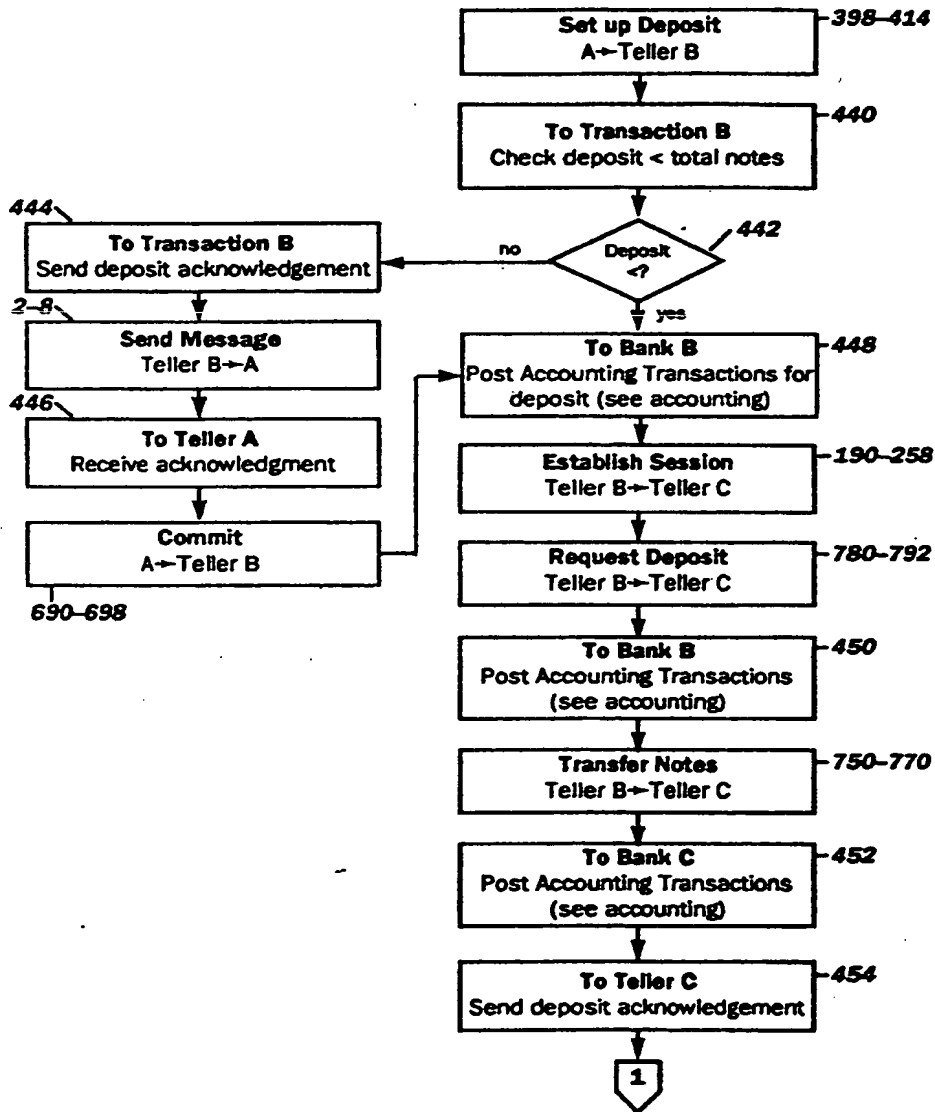 Set up Deposit
A→Teller B
398–414
To Transaction B
Check deposit < total notes
440
Deposit
<?
442
no
yes
444
To Transaction B
Send deposit acknowledgement
2–8
Send Message
Teller B→A
446
To Teller A
Receive acknowledgment
Commit
A→Teller B
690–698
To Bank B
Post Accounting Transactions for
deposit (see accounting)
448
Establish Session
Teller B→Teller C
190–258
Request Deposit
Teller B→Teller C
780–792
To Bank B
Post Accounting Transactions
(see accounting)
450
Transfer Notes
Teller B→Teller C
750–770
To Bank C
Post Accounting Transactions
(see accounting)
452
To Teller C
Send deposit acknowledgement
454
1